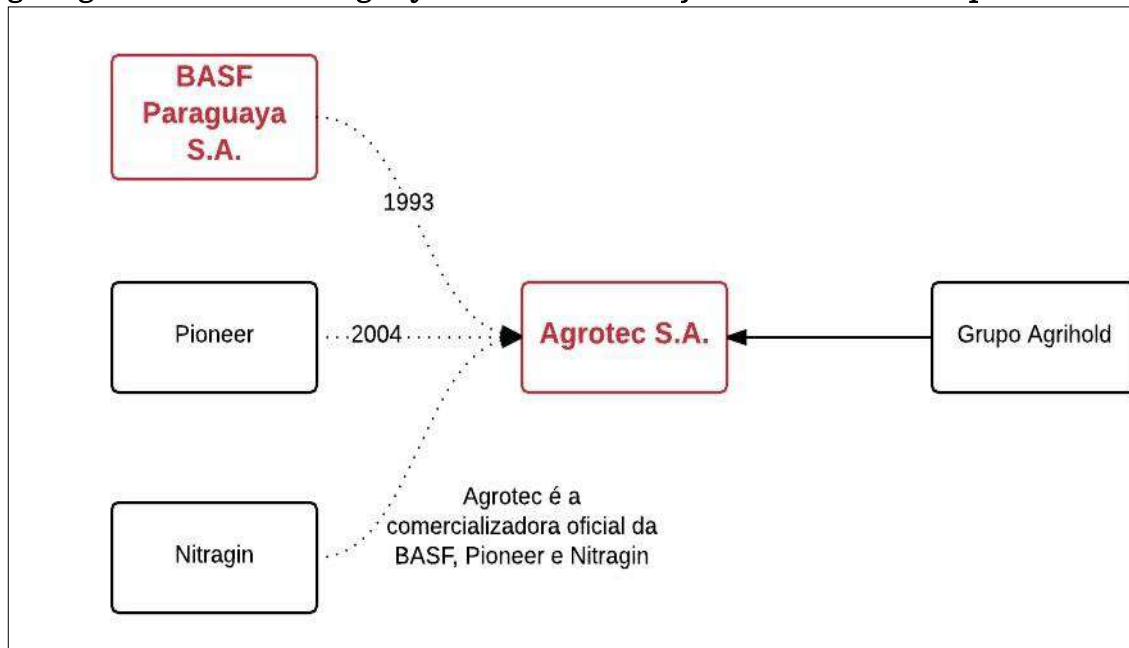 BASF
Paraguaya
S.A.
1993
Pioneer
2004
Agrotec S.A.
Grupo Agrihold
Nitragin
Agrotec é a
comercializadora oficial da
BASF, Pioneer e Nitragin